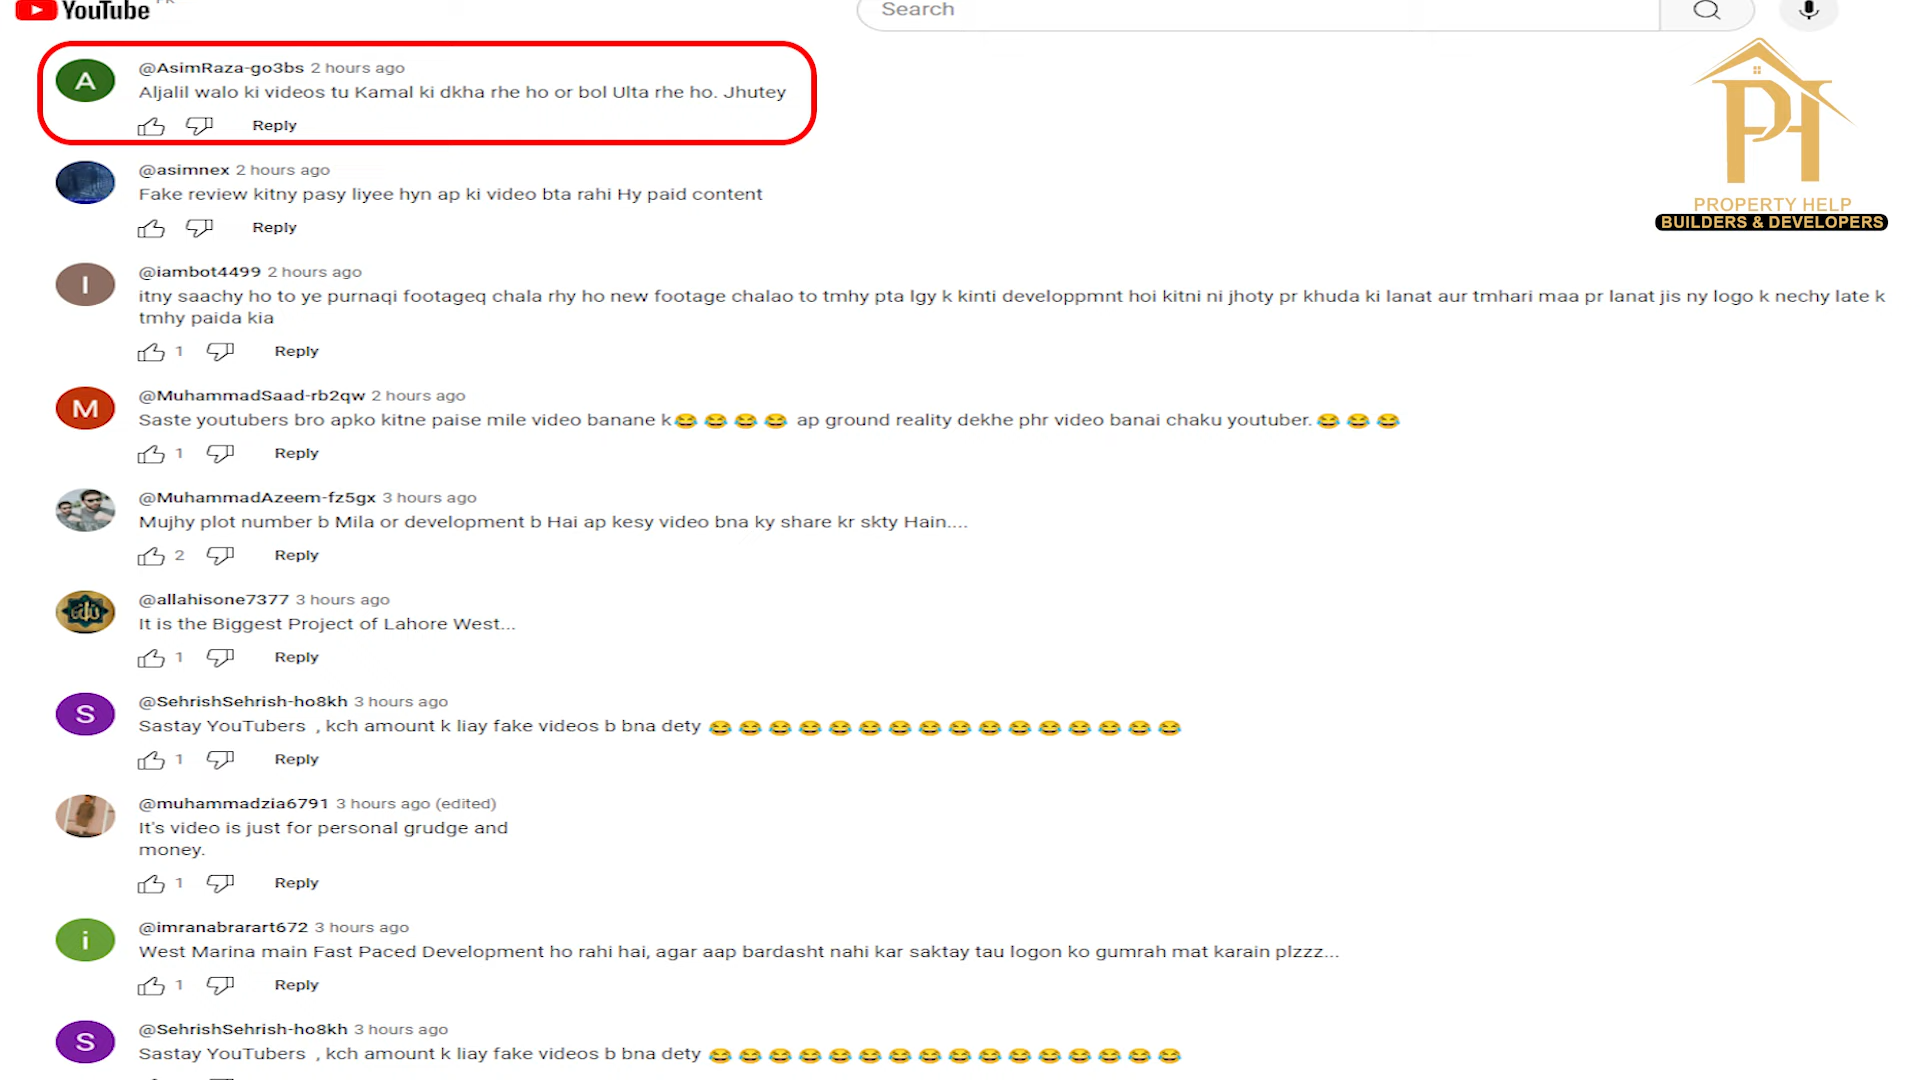 YouTube
Search
@AsimRaza-go3bs 2 hours ago
Aljalil walo ki videos tu Kamal ki dkha rhe ho or bol Ulta rhe ho. Jhutey
Reply
PROPERTY HELP
BUILDERS & DEVELOPERS
@asimnex 2 hours ago
Fake review kitny pasy liyee hyn ap ki video bta rahi Hy paid content
Reply
@iambot4499 2 hours ago
itny saachy ho to ye purnaqi footageq chala rhy ho new footage chalao to tmhy pta lgy k kinti developpmnt hoi kitni ni jhoty pr khuda ki lanat aur tmhari maa pr lanat jis ny logo k nechy late k
tmhy paida kia
1 Reply
@MuhammadSaad-rb2qw 2 hours ago
Saste youtubers bro apko kitne paise mile video banane k😂😂😂😂 ap ground reality dekhe phr video banai chaku youtuber.😂😂😂
1 Reply
@MuhammadAzeem-fz5gx 3 hours ago
Mujhy plot number b Mila or development b Hai ap kesy video bna ky share kr skty Hain....
2 Reply
@allahisone7377 3 hours ago
It is the Biggest Project of Lahore West...
1 Reply
@SehrishSehrish-ho8kh 3 hours ago
Sastay YouTubers , kch amount k liay fake videos b bna dety 😂😂😂😂😂😂😂😂😂😂😂😂😂😂😂😂
1 Reply
@muhammadzia6791 3 hours ago (edited)
It's video is just for personal grudge and
money.
1 Reply
@imranabrarart672 3 hours ago
West Marina main Fast Paced Development ho rahi hai, agar aap bardasht nahi kar saktay tau logon ko gumrah mat karain plzzz...
1 Reply
@SehrishSehrish-ho8kh 3 hours ago
Sastay YouTubers , kch amount k liay fake videos b bna dety 😂😂😂😂😂😂😂😂😂😂😂😂😂😂😂😂